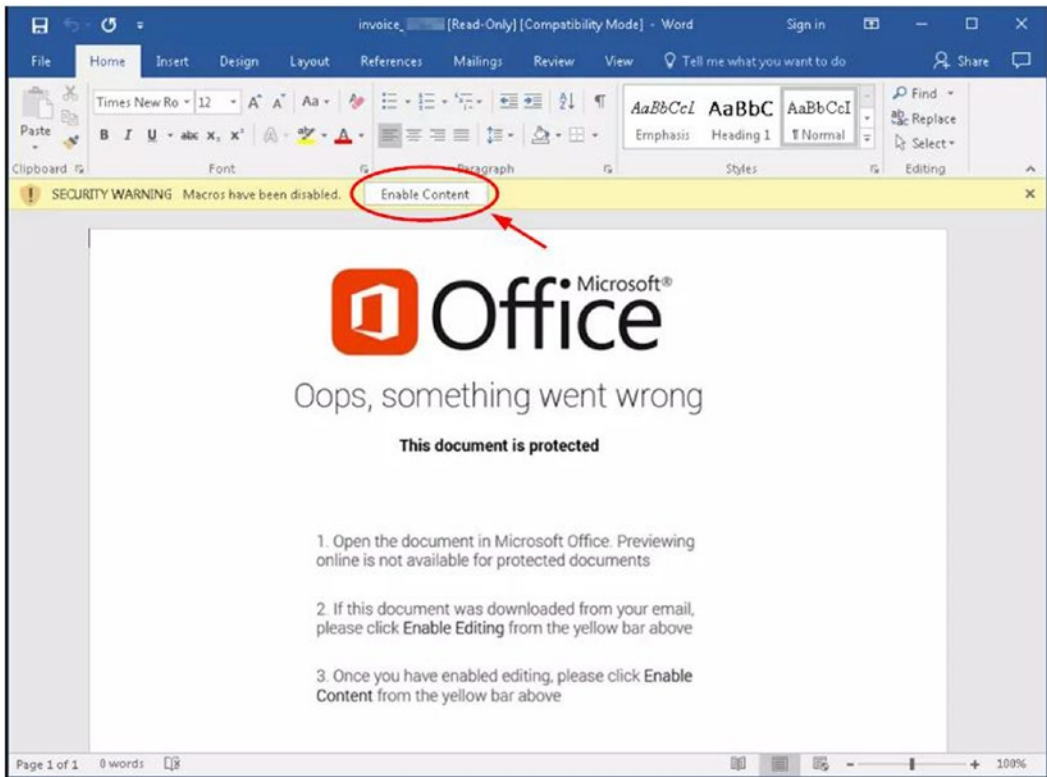 invoice_ [Read-Only] [Compatibility Mode] - Word Sign in
File Home Insert Design Layout References Mailings Review View Tell me what you want to do Share
Paste
Clipboard
Times New Ro 12 A A Aa
B I U abc x₂ x² A aby A
Font
Paragraph
AaBbCcI AaBbC AaBbCcI
Emphasis Heading 1 ¶ Normal
Styles
Find
Replace
Select
Editing
SECURITY WARNING Macros have been disabled. Enable Content
Microsoft®
Office
Oops, something went wrong
This document is protected
1. Open the document in Microsoft Office. Previewing
online is not available for protected documents
2. If this document was downloaded from your email,
please click Enable Editing from the yellow bar above
3. Once you have enabled editing, please click Enable
Content from the yellow bar above
Page 1 of 1 0 words 100%